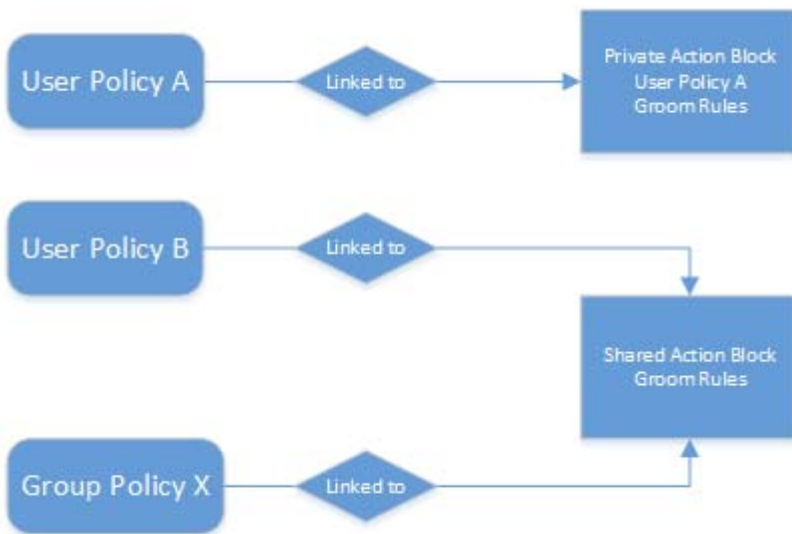 User Policy A
Linked to
Private Action Block
User Policy A
Groom Rules
User Policy B
Linked to
Shared Action Block
Groom Rules
Group Policy X
Linked to